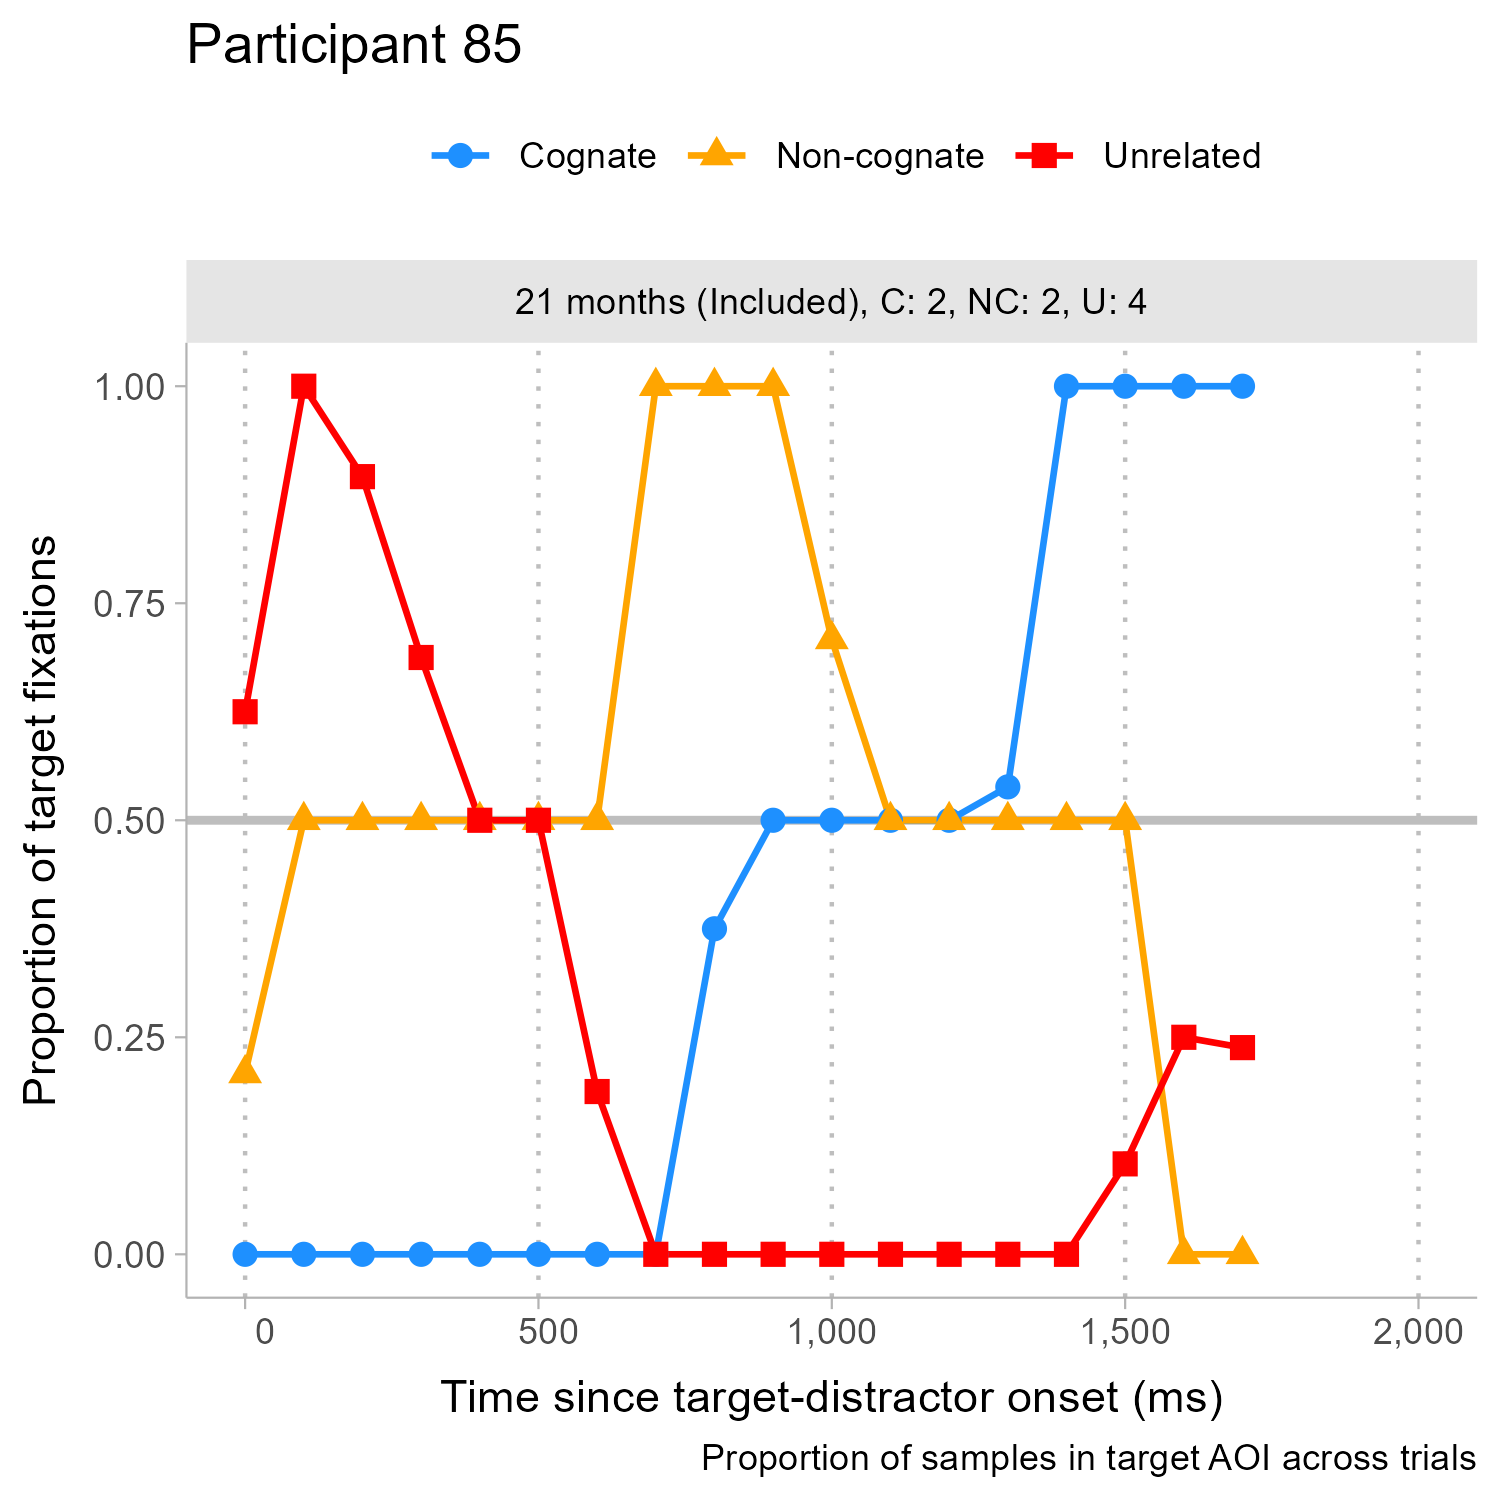 Participant 85
Cognate Non-cognate Unrelated
21 months (Included), C: 2, NC: 2, U: 4
1.00
0.75
0.50
0.25
0.00
Proportion of target fixations
0 500 1,000 1,500 2,000
Time since target-distractor onset (ms)
Proportion of samples in target AOI across trials